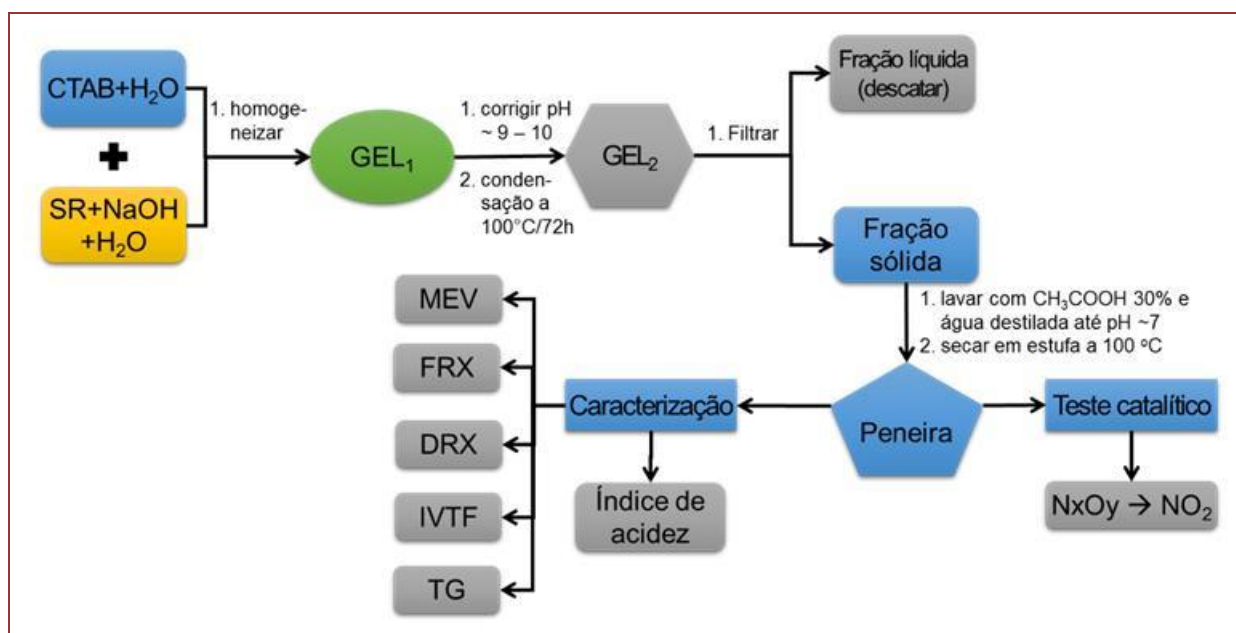 CTAB+H₂O
SR+NaOH
+H₂O
1. homoge-
neizar
GEL₁
1. corrigir pH
~ 9 – 10
2. conden-
sação a
100°C/72h
GEL₂
1. Filtrar
Fração líquida
(descatar)
Fração
sólida
1. lavar com CH₃COOH 30% e
água destilada até pH ~7
2. secar em estufa a 100 ºC
Peneira
Teste catalítico
NxOy → NO₂
Caracterização
Índice de
acidez
MEV
FRX
DRX
IVTF
TG